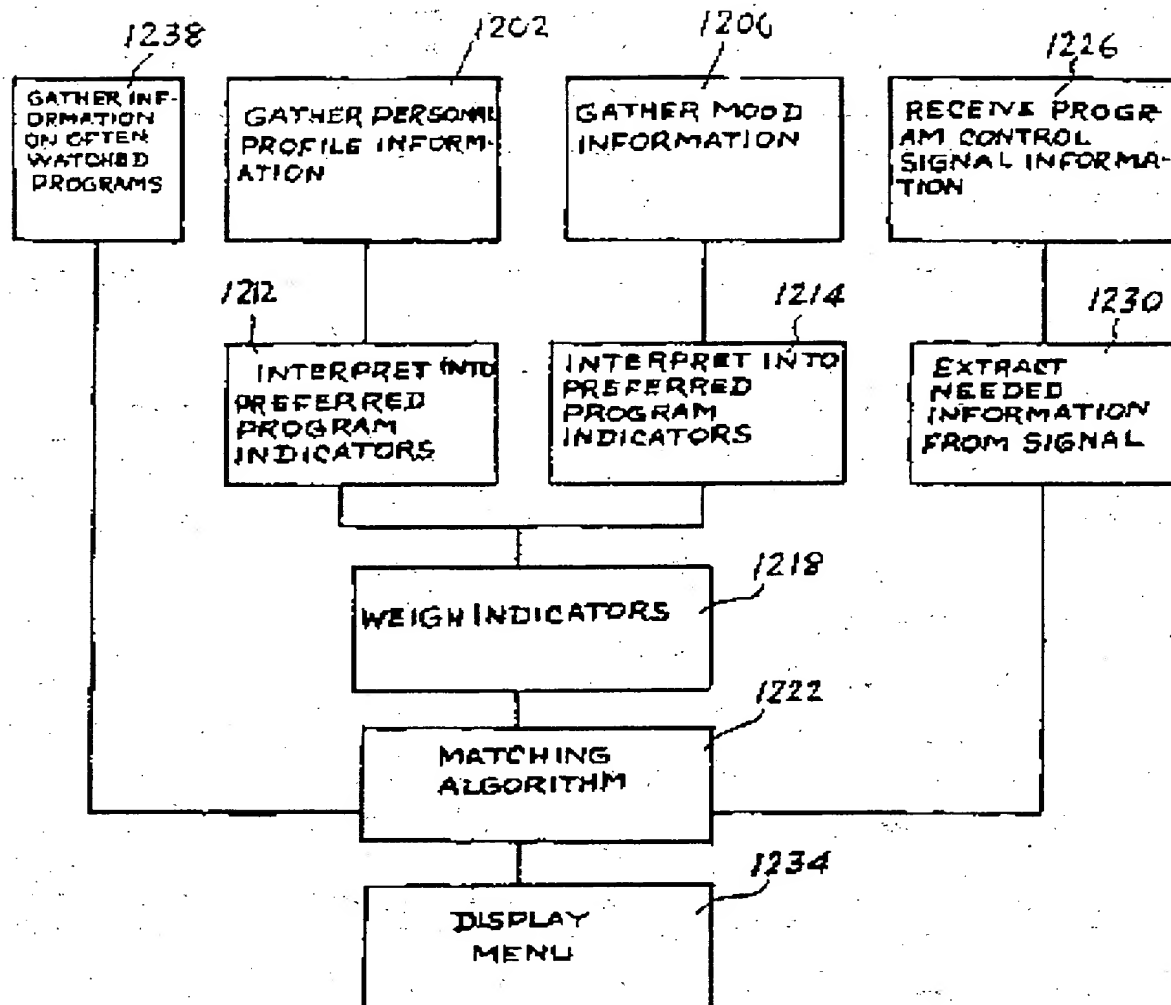 1238
1202
1206
1226
GATHER INF-
ORMATION
ON OFTEN
WATCHED
PROGRAMS
GATHER PERSONAL
PROFILE INFORM-
ATION
GATHER MOOD
INFORMATION
RECEIVE PROGR-
AM CONTROL
SIGNAL INFORMA-
TION
1212
1214
1230
INTERPRET INTO
PREFERRED
PROGRAM
INDICATORS
INTERPRET INTO
PREFERRED
PROGRAM
INDICATORS
EXTRACT
NEEDED
INFORMATION
FROM SIGNAL
1218
WEIGH INDICATORS
1222
MATCHING
ALGORITHM
1234
DISPLAY
MENU